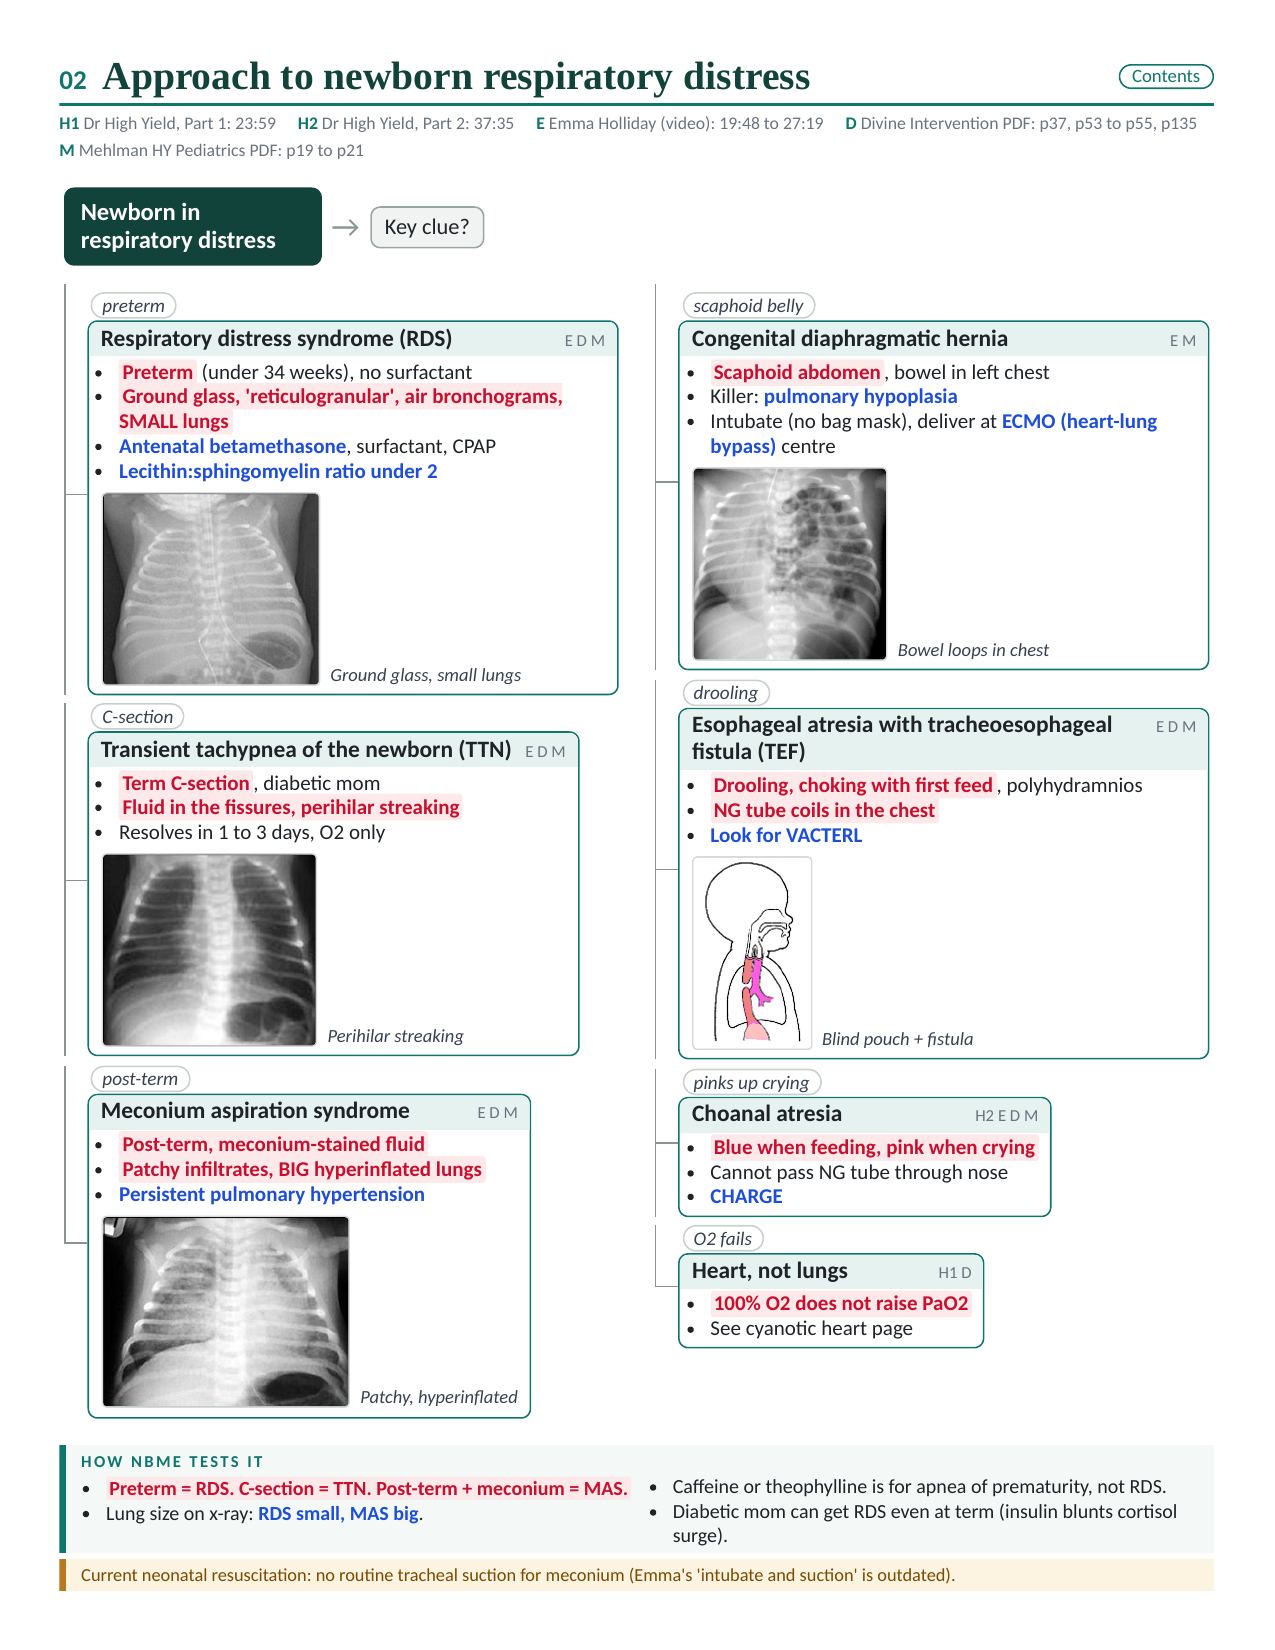 02 Approach to newborn respiratory distress
Contents
H1 Dr High Yield, Part 1: 23:59 H2 Dr High Yield, Part 2: 37:35 E Emma Holliday (video): 19:48 to 27:19 D Divine Intervention PDF: p37, p53 to p55, p135
M Mehlman HY Pediatrics PDF: p19 to p21
Newborn in
respiratory distress
→ Key clue?
preterm
Respiratory distress syndrome (RDS) E D M
• Preterm (under 34 weeks), no surfactant
• Ground glass, 'reticulogranular', air bronchograms,
SMALL lungs
• Antenatal betamethasone, surfactant, CPAP
• Lecithin:sphingomyelin ratio under 2
Ground glass, small lungs
C-section
Transient tachypnea of the newborn (TTN) E D M
• Term C-section, diabetic mom
• Fluid in the fissures, perihilar streaking
• Resolves in 1 to 3 days, O2 only
Perihilar streaking
post-term
Meconium aspiration syndrome E D M
• Post-term, meconium-stained fluid
• Patchy infiltrates, BIG hyperinflated lungs
• Persistent pulmonary hypertension
Patchy, hyperinflated
scaphoid belly
Congenital diaphragmatic hernia E M
• Scaphoid abdomen, bowel in left chest
• Killer: pulmonary hypoplasia
• Intubate (no bag mask), deliver at ECMO (heart-lung
bypass) centre
Bowel loops in chest
drooling
Esophageal atresia with tracheoesophageal E D M
fistula (TEF)
• Drooling, choking with first feed, polyhydramnios
• NG tube coils in the chest
• Look for VACTERL
Blind pouch + fistula
pinks up crying
Choanal atresia H2 E D M
• Blue when feeding, pink when crying
• Cannot pass NG tube through nose
• CHARGE
O2 fails
Heart, not lungs H1 D
• 100% O2 does not raise PaO2
• See cyanotic heart page
HOW NBME TESTS IT
• Preterm = RDS. C-section = TTN. Post-term + meconium = MAS.
• Lung size on x-ray: RDS small, MAS big.
• Caffeine or theophylline is for apnea of prematurity, not RDS.
• Diabetic mom can get RDS even at term (insulin blunts cortisol
surge).
Current neonatal resuscitation: no routine tracheal suction for meconium (Emma's 'intubate and suction' is outdated).